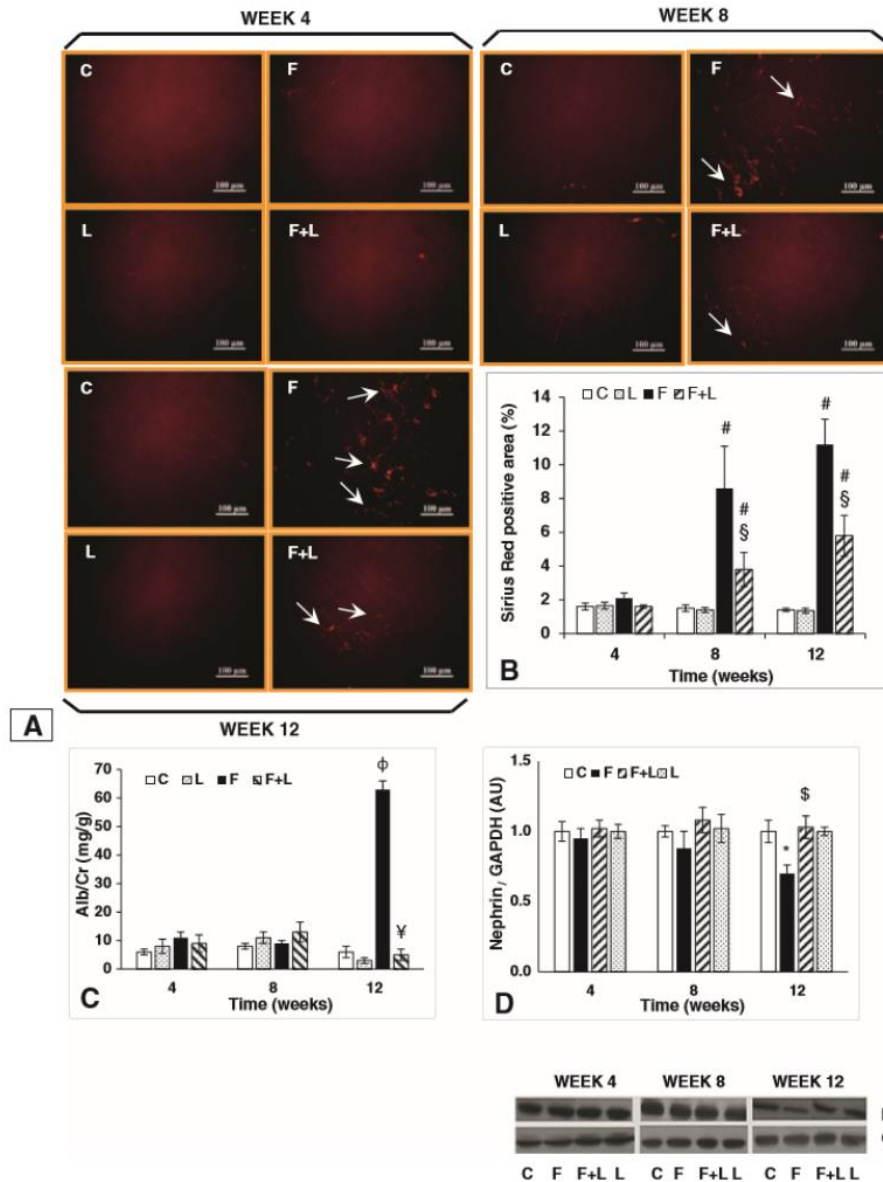 WEEK 4
WEEK 8
C
F
C
F
100 µm
100 µm
100 µm
100 µm
L
F+L
L
F+L
100 µm
100 µm
100 µm
100 µm
C
F
100 µm
100 µm
L
F+L
100 µm
100 µm
WEEK 12
A
Sirius Red positive area (%)
14
12
10
8
6
4
2
0
C L F F+L
#
#
§
#
#
§
4 8 12
Time (weeks)
B
Alb/Cr (mg/g)
70
60
50
40
30
20
10
0
C L F F+L
ϕ
¥
4 8 12
Time (weeks)
C
Nephrin/ GAPDH (AU)
1.5
1.0
0.5
0.0
C F F+L L
$
*
4 8 12
Time (weeks)
D
WEEK 4 WEEK 8 WEEK 12
C F F+L L C F F+L L C F F+L L